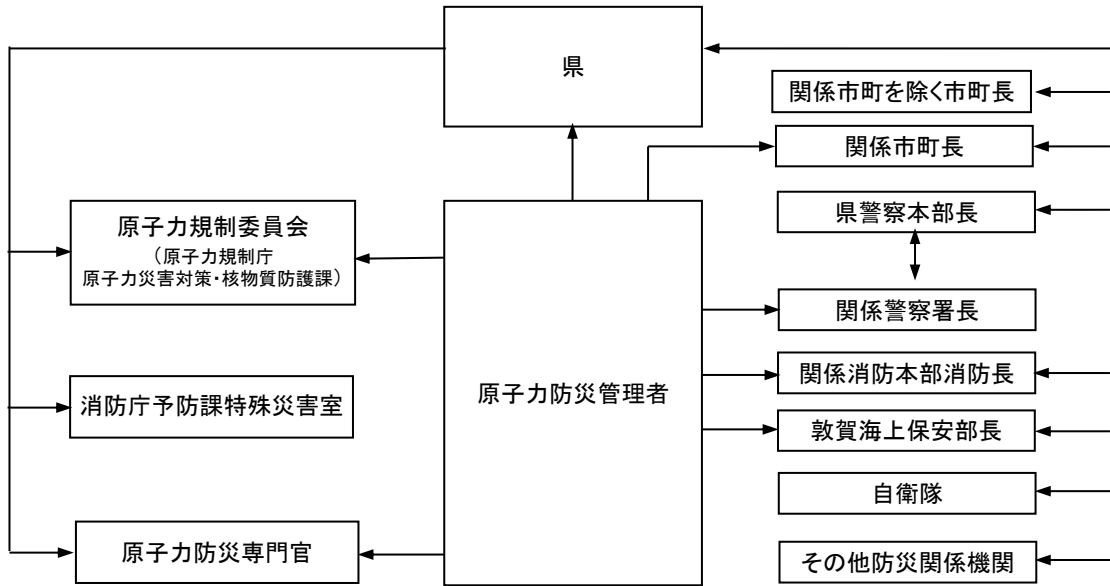 県
関係市町を除く市町長
関係市町長
県警察本部長
原子力規制委員会
（原子力規制庁
原子力災害対策・核物質防護課）
関係警察署長
原子力防災管理者
関係消防本部消防長
消防庁予防課特殊災害室
敦賀海上保安部長
自衛隊
原子力防災専門官
その他防災関係機関